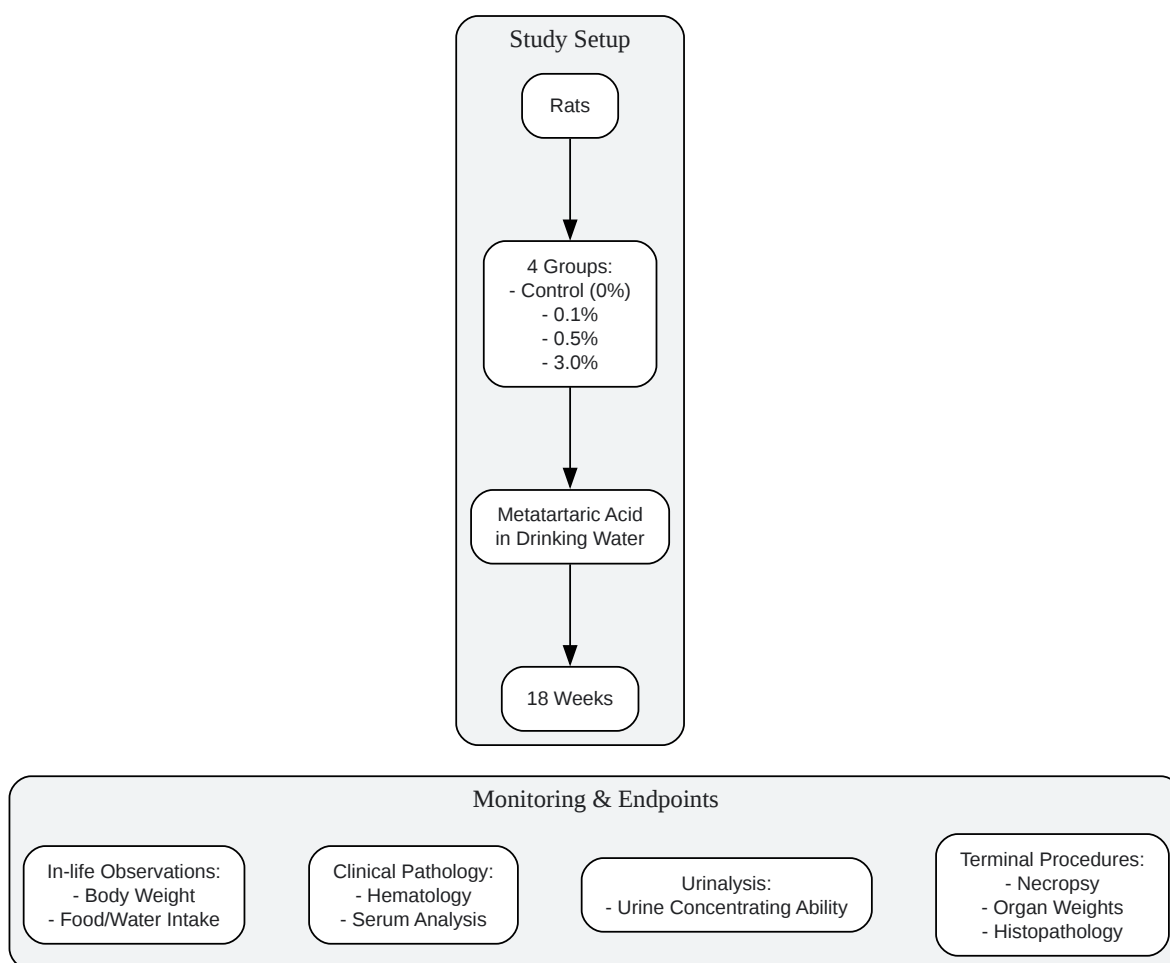 Study Setup
Rats
4 Groups:
- Control (0%)
- 0.1%
- 0.5%
- 3.0%
Metatartaric Acid
in Drinking Water
18 Weeks
Monitoring & Endpoints
In-life Observations:
- Body Weight
- Food/Water Intake
Clinical Pathology:
- Hematology
- Serum Analysis
Urinalysis:
- Urine Concentrating Ability
Terminal Procedures:
- Necropsy
- Organ Weights
- Histopathology